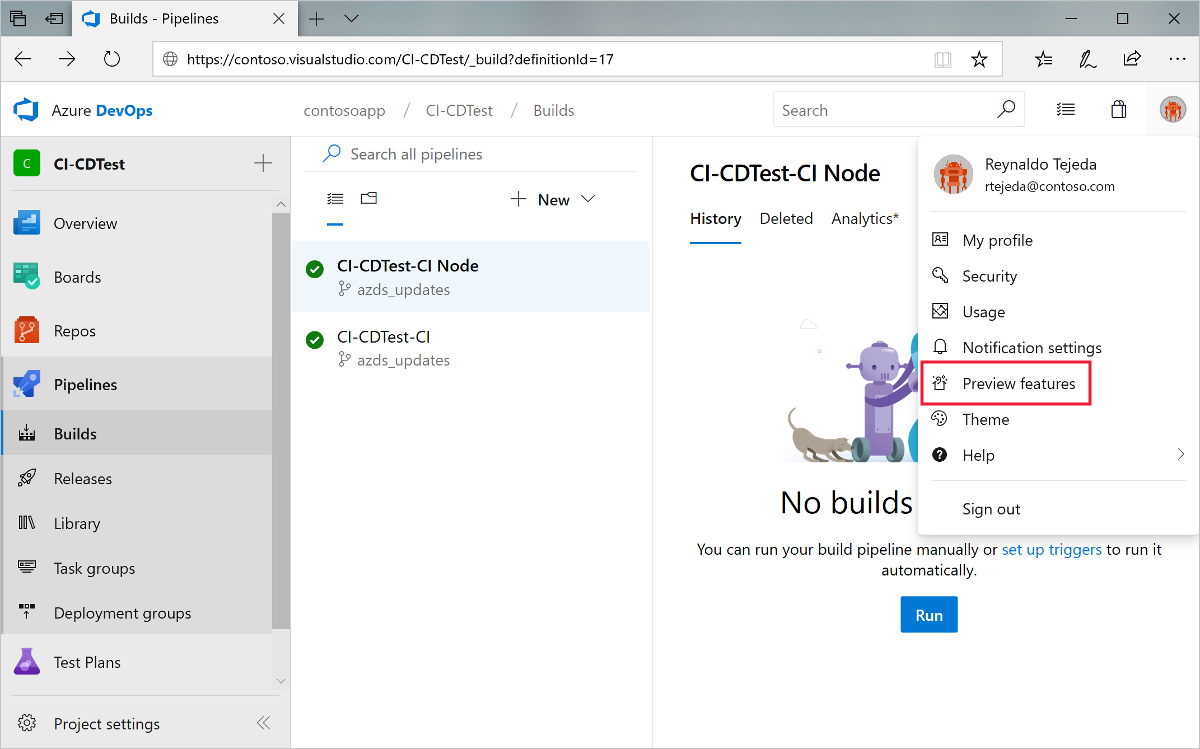 Builds - Pipelines
https://contoso.visualstudio.com/CI-CDTest/_build?definitionId=17
Azure DevOps
contosoapp / CI-CDTest / Builds
Search
C
CI-CDTest
Overview
Boards
Repos
Pipelines
Builds
Releases
Library
Task groups
Deployment groups
Test Plans
Project settings
Search all pipelines
New
CI-CDTest-CI Node
azds_updates
CI-CDTest-CI
azds_updates
CI-CDTest-CI Node
History Deleted Analytics*
No builds
You can run your build pipeline manually or set up triggers to run it
automatically.
Run
Reynaldo Tejeda
rtejeda@contoso.com
My profile
Security
Usage
Notification settings
Preview features
Theme
Help
Sign out